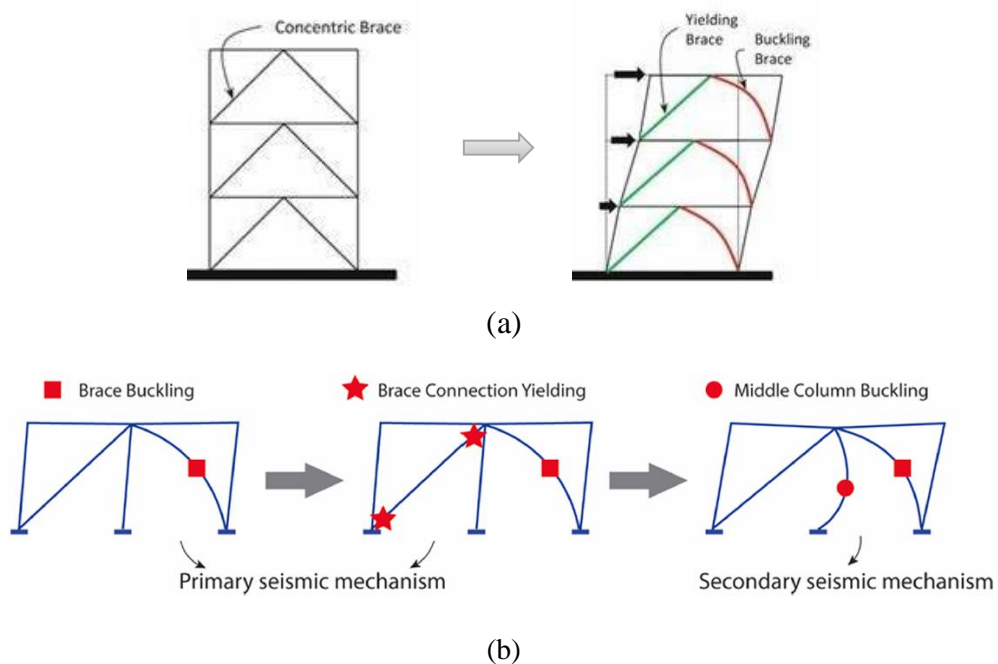 Concentric Brace
Yielding
Brace
Buckling
Brace
(a)
Brace Buckling
Brace Connection Yielding
Middle Column Buckling
Primary seismic mechanism
Secondary seismic mechanism
(b)